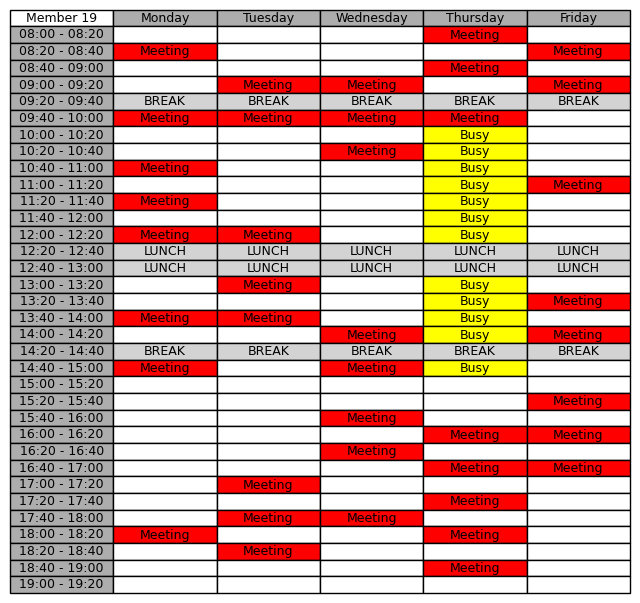 Member 19 Monday Tuesday Wednesday Thursday Friday
08:00 - 08:20 Meeting
08:20 - 08:40 Meeting Meeting
08:40 - 09:00 Meeting
09:00 - 09:20 Meeting Meeting Meeting
09:20 - 09:40 BREAK BREAK BREAK BREAK BREAK
09:40 - 10:00 Meeting Meeting Meeting Meeting
10:00 - 10:20 Busy
10:20 - 10:40 Meeting Busy
10:40 - 11:00 Meeting Busy
11:00 - 11:20 Busy Meeting
11:20 - 11:40 Meeting Busy
11:40 - 12:00 Busy
12:00 - 12:20 Meeting Meeting Busy
12:20 - 12:40 LUNCH LUNCH LUNCH LUNCH LUNCH
12:40 - 13:00 LUNCH LUNCH LUNCH LUNCH LUNCH
13:00 - 13:20 Meeting Busy
13:20 - 13:40 Busy Meeting
13:40 - 14:00 Meeting Meeting Busy
14:00 - 14:20 Meeting Busy Meeting
14:20 - 14:40 BREAK BREAK BREAK BREAK BREAK
14:40 - 15:00 Meeting Meeting Busy
15:00 - 15:20
15:20 - 15:40 Meeting
15:40 - 16:00 Meeting
16:00 - 16:20 Meeting Meeting
16:20 - 16:40 Meeting
16:40 - 17:00 Meeting Meeting
17:00 - 17:20 Meeting
17:20 - 17:40 Meeting
17:40 - 18:00 Meeting Meeting
18:00 - 18:20 Meeting Meeting
18:20 - 18:40 Meeting
18:40 - 19:00 Meeting
19:00 - 19:20